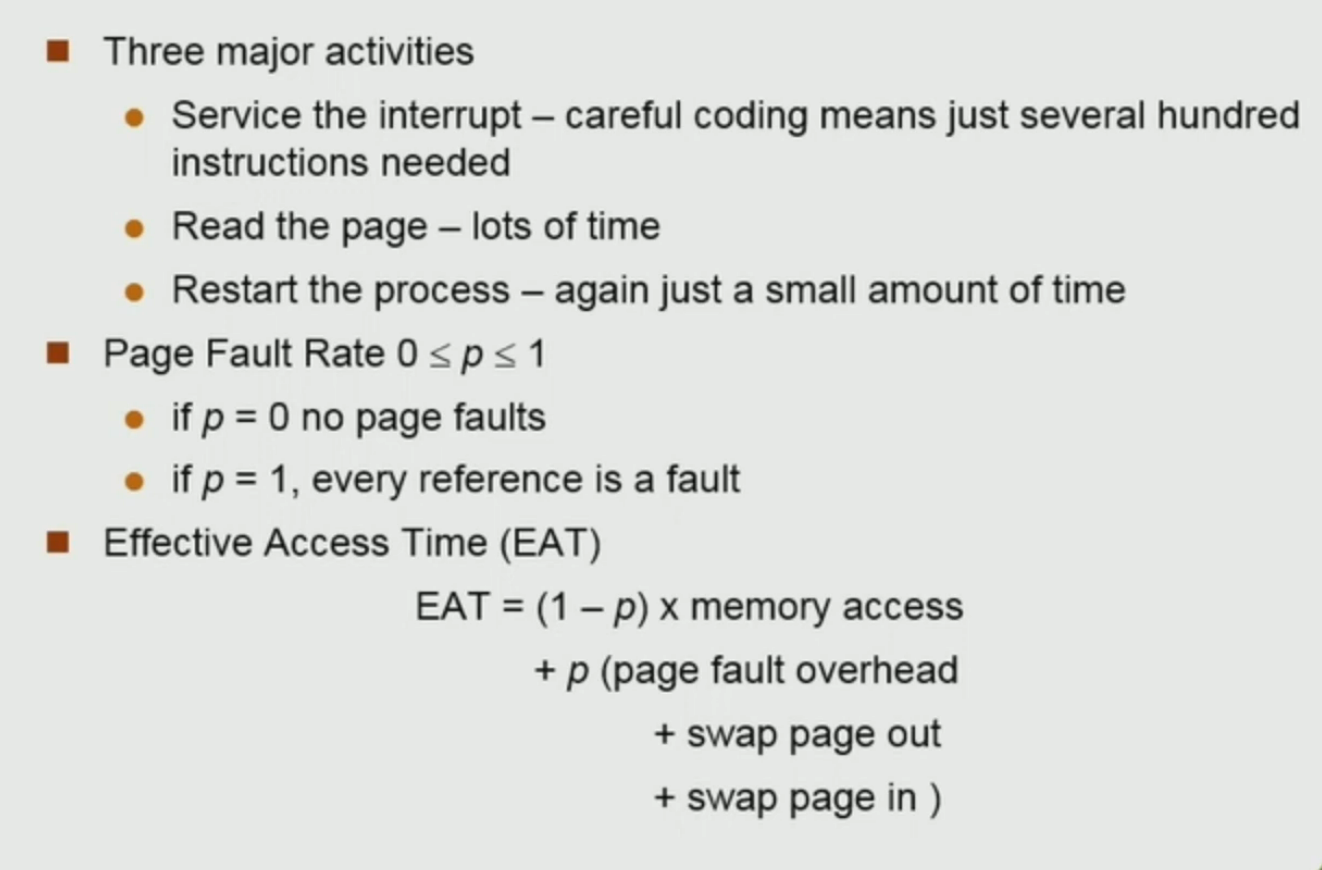 Three major activities
Service the interrupt – careful coding means just several hundred
instructions needed
Read the page – lots of time
Restart the process – again just a small amount of time
Page Fault Rate 0 ≤ p ≤ 1
if p = 0 no page faults
if p = 1, every reference is a fault
Effective Access Time (EAT)
EAT = (1 – p) x memory access
+ p (page fault overhead
+ swap page out
+ swap page in )